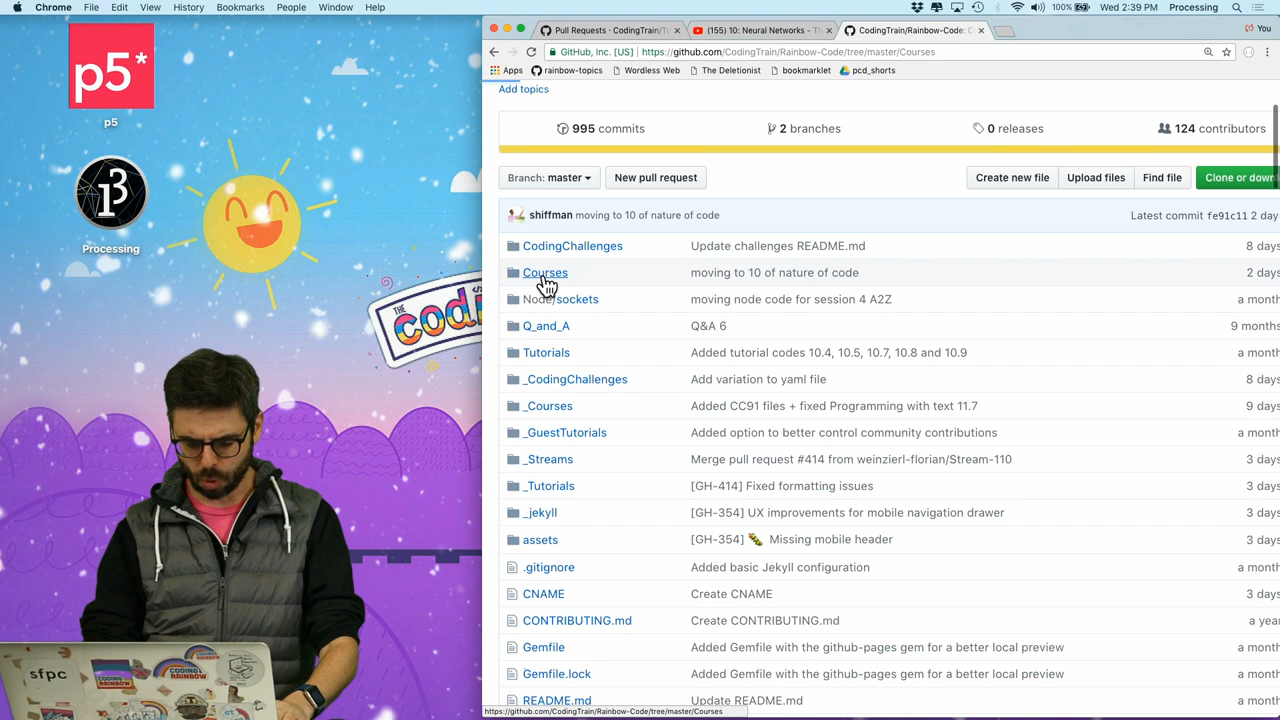 Chrome File Edit View History Bookmarks People Window Help 100% Wed 2:39 PM Processing
Pull Requests · CodingTrain/To × (155) 10: Neural Networks - Th × CodingTrain/Rainbow-Code: C × You
GitHub, Inc. [US] https://github.com/CodingTrain/Rainbow-Code/tree/master/Courses
Apps rainbow-topics Wordless Web The Deletionist bookmarklet pcd_shorts
Add topics
995 commits 2 branches 0 releases 124 contributors
Branch: master New pull request Create new file Upload files Find file Clone or down
shiffman moving to 10 of nature of code Latest commit fe91c11 2 day
CodingChallenges Update challenges README.md 8 days
Courses moving to 10 of nature of code 2 days
Node/sockets moving node code for session 4 A2Z a month
Q_and_A Q&A 6 9 months
Tutorials Added tutorial codes 10.4, 10.5, 10.7, 10.8 and 10.9 a month
_CodingChallenges Add variation to yaml file 8 days
_Courses Added CC91 files + fixed Programming with text 11.7 9 days
_GuestTutorials Added option to better control community contributions a month
_Streams Merge pull request #414 from weinzierl-florian/Stream-110 3 days
_Tutorials [GH-414] Fixed formatting issues 3 days
_jekyll [GH-354] UX improvements for mobile navigation drawer 3 days
assets [GH-354] 🐛 Missing mobile header 3 days
.gitignore Added basic Jekyll configuration a month
CNAME Create CNAME 3 days
CONTRIBUTING.md Create CONTRIBUTING.md a year
Gemfile Added Gemfile with the github-pages gem for a better local preview a month
Gemfile.lock Added Gemfile with the github-pages gem for a better local preview a month
README.md Update README.md 3 days
https://github.com/CodingTrain/Rainbow-Code/tree/master/Courses
p5*
p5
Processing
THE
codi
sfpc
CODING
RAINBOW
CODING
RAINBOW